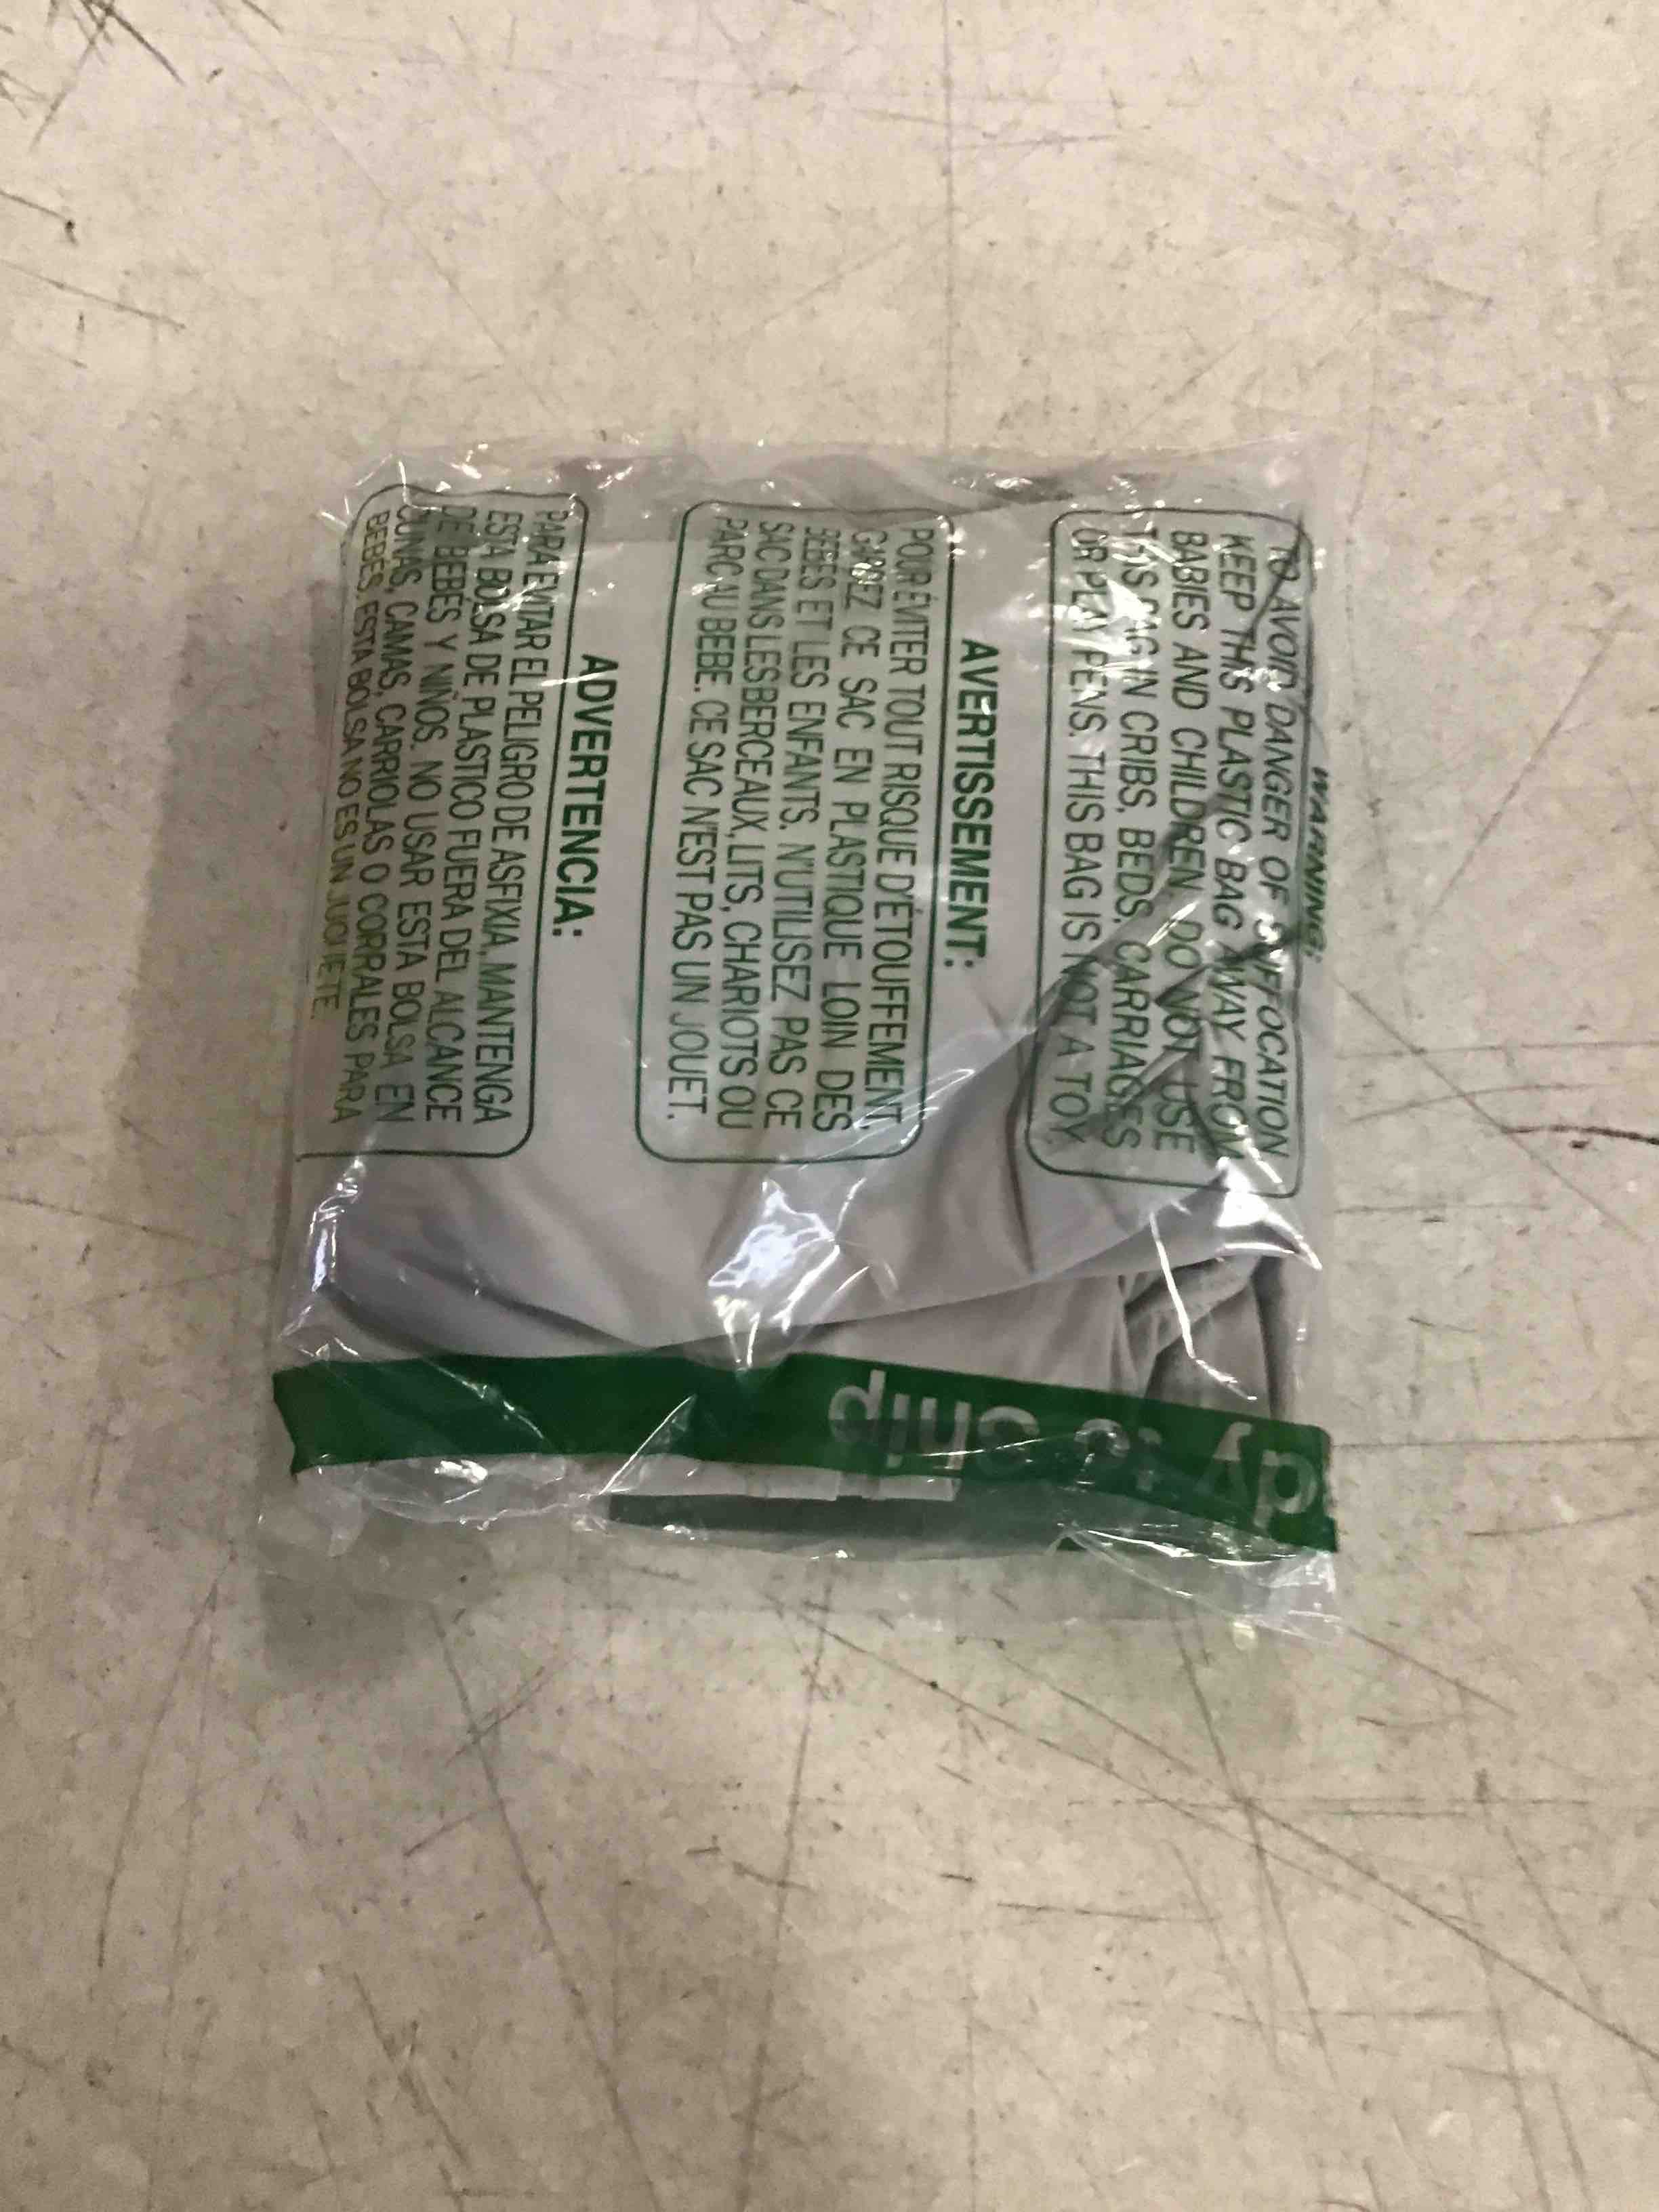 WARNING:
TO AVOID DANGER OF SUFFOCATION
KEEP THIS PLASTIC BAG AWAY FROM
BABIES AND CHILDREN. DO NOT USE
THIS BAG IN CRIBS, BEDS, CARRIAGES
OR PLAY PENS. THIS BAG IS NOT A TOY.
AVERTISSEMENT:
POUR ÉVITER TOUT RISQUE D'ÉTOUFFEMENT,
GARDEZ CE SAC EN PLASTIQUE LOIN DES
BEBES ET LES ENFANTS. N'UTILISEZ PAS CE
SAC DANS LES BERCEAUX, LITS, CHARIOTS OU
PARC AU BEBE. CE SAC N'EST PAS UN JOUET.
ADVERTENCIA:
PARA EVITAR EL PELIGRO DE ASFIXIA, MANTENGA
ESTA BOLSA DE PLASTICO FUERA DEL ALCANCE
DE BEBÉS Y NIÑOS. NO USAR ESTA BOLSA EN
CUNAS, CAMAS, CARRIOLAS O CORRALES PARA
BEBES, ESTA BOLSA NO ES UN JUQUETE.
dy to ship